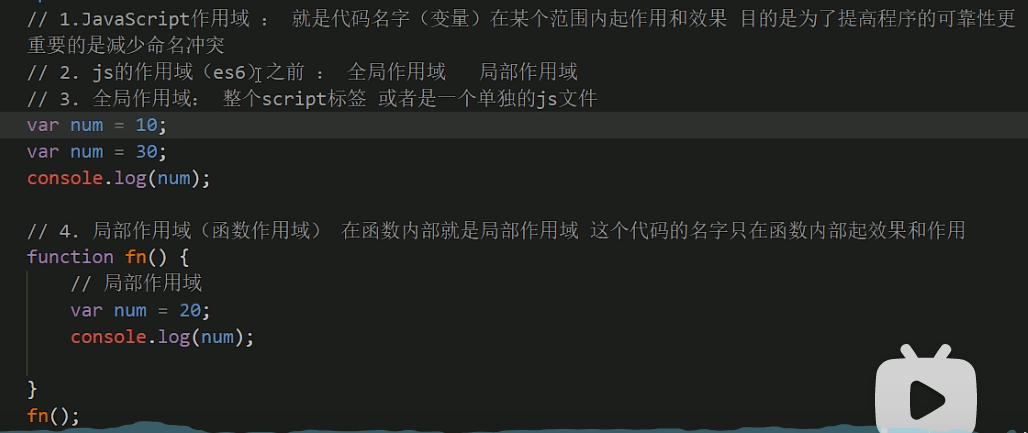 // 1.JavaScript作用域 ： 就是代码名字（变量）在某个范围内起作用和效果 目的是为了提高程序的可靠性更
重要的是减少命名冲突
// 2. js的作用域（es6）之前 ： 全局作用域   局部作用域
// 3. 全局作用域： 整个script标签 或者是一个单独的js文件
var num = 10;
var num = 30;
console.log(num);
// 4. 局部作用域（函数作用域） 在函数内部就是局部作用域 这个代码的名字只在函数内部起效果和作用
function fn() {
// 局部作用域
var num = 20;
console.log(num);
}
fn();